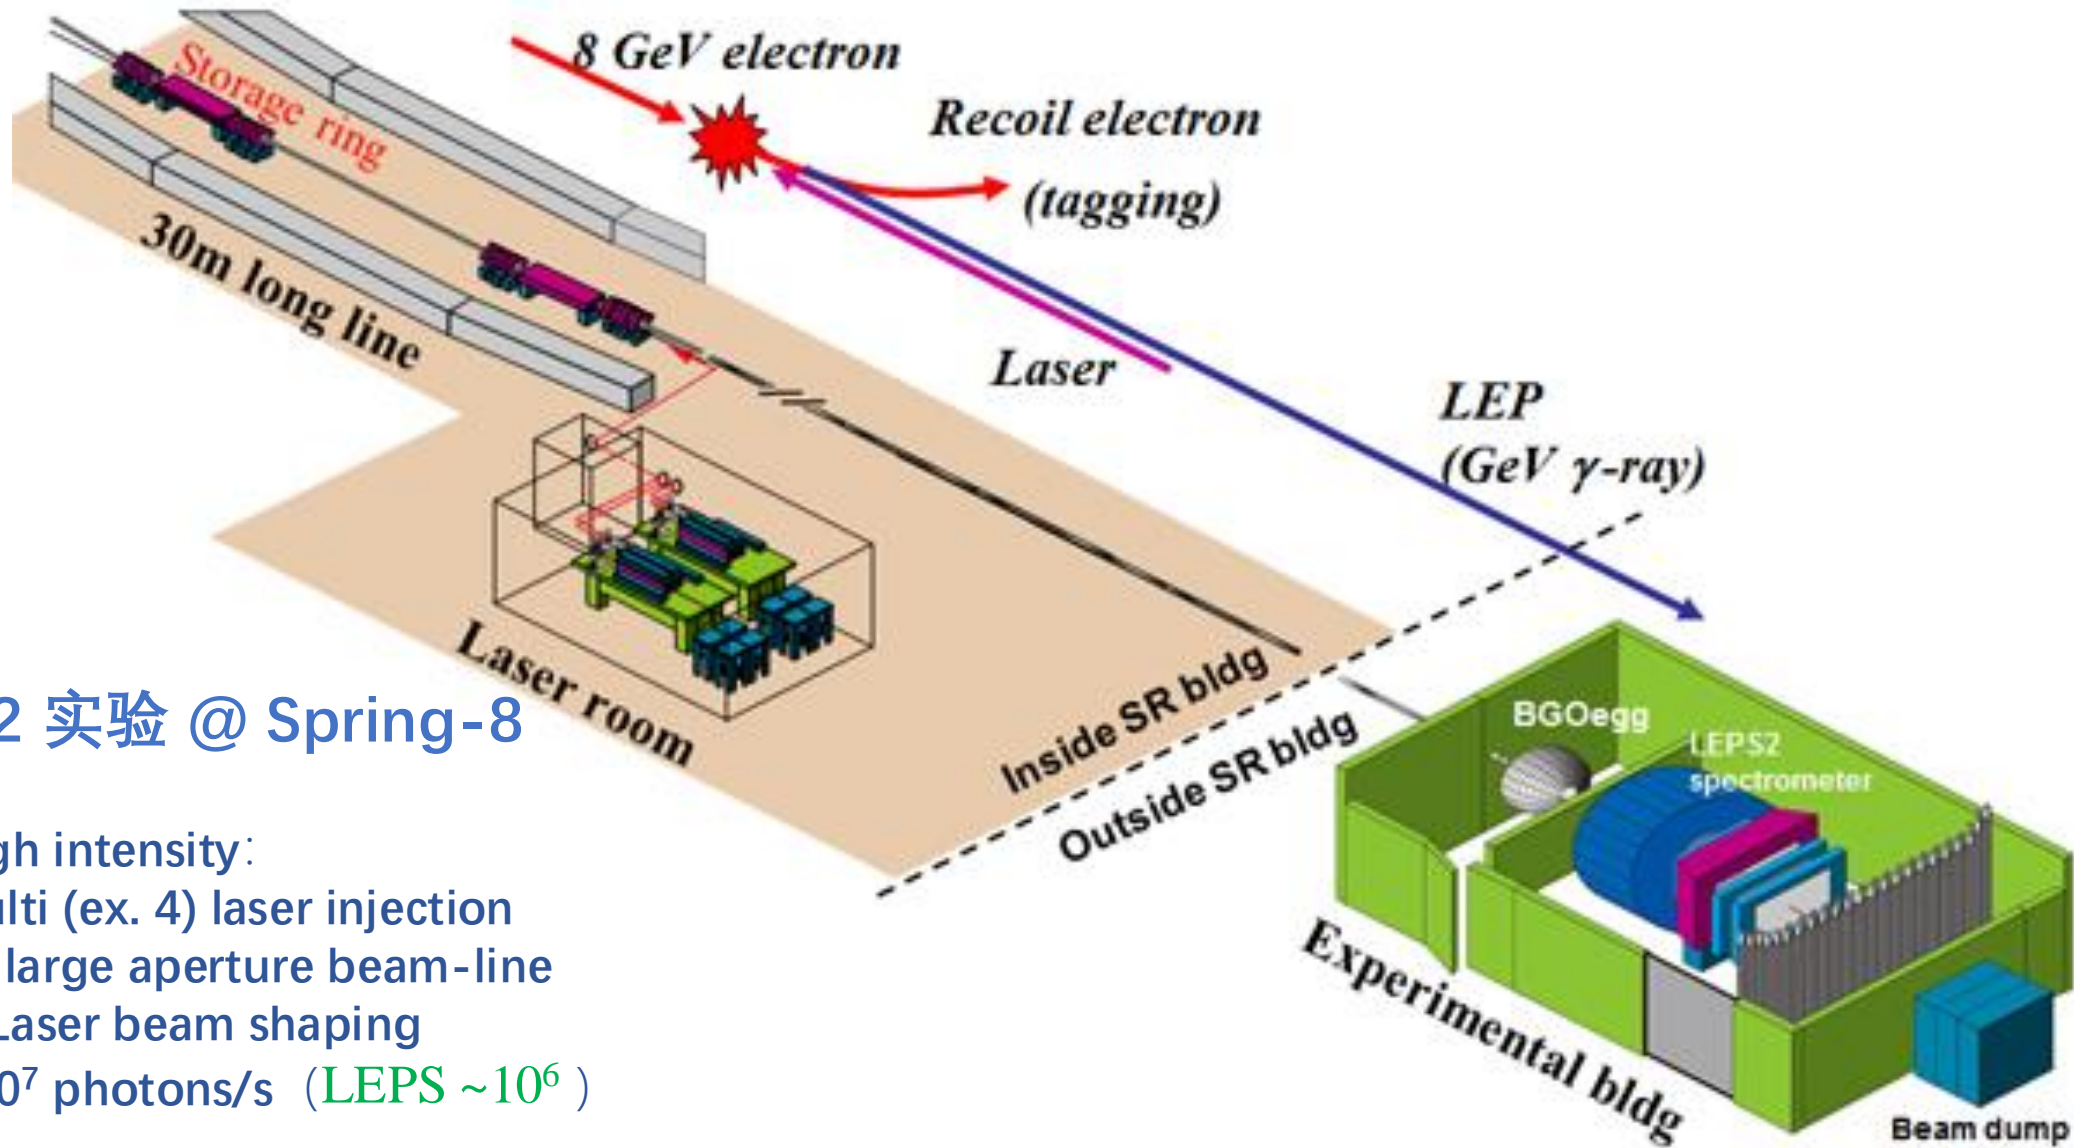 8 GeV electron
Storage ring
Recoil electron
(tagging)
30m long line
Laser
LEP
(GeV γ-ray)
Laser room
Inside SR bldg
Outside SR bldg
BGOegg
LEPS2
spectrometer
Experimental bldg
Beam dump
2 实验 @ Spring-8
gh intensity:
ulti (ex. 4) laser injection
large aperture beam-line
Laser beam shaping
0⁷ photons/s (LEPS ~10⁶ )